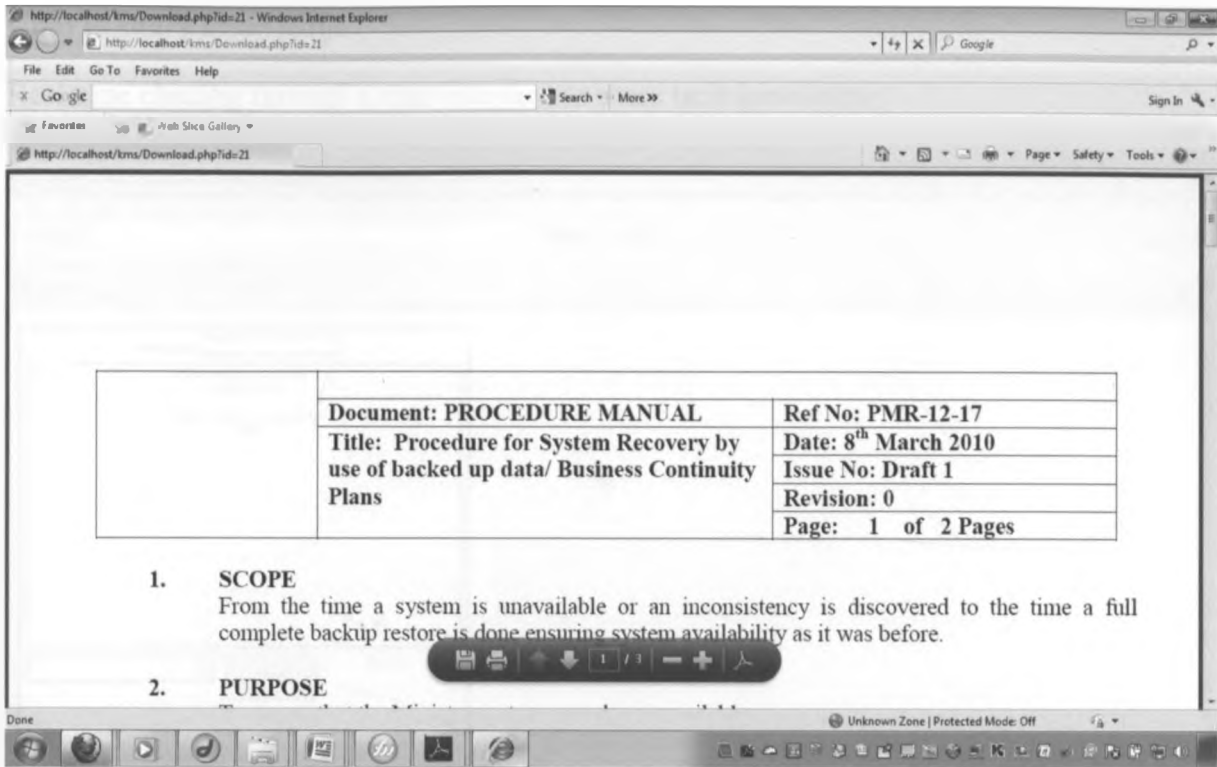 http://localhost/kms/Download.php?id=21 - Windows Internet Explorer
http://localhost/kms/Download.php?id=21
Google
File Edit Go To Favorites Help
x Google
Search More >>
Sign In
Favorites Web Slice Gallery
http://localhost/kms/Download.php?id=21
Page Safety Tools
Document: PROCEDURE MANUAL
Ref No: PMR-12-17
Title: Procedure for System Recovery by
use of backed up data/ Business Continuity
Plans
Date: 8th March 2010
Issue No: Draft 1
Revision: 0
Page: 1 of 2 Pages
1. SCOPE
From the time a system is unavailable or an inconsistency is discovered to the time a full
complete backup restore is done ensuring system availability as it was before.
1 / 3
2. PURPOSE
Done
Unknown Zone | Protected Mode: Off